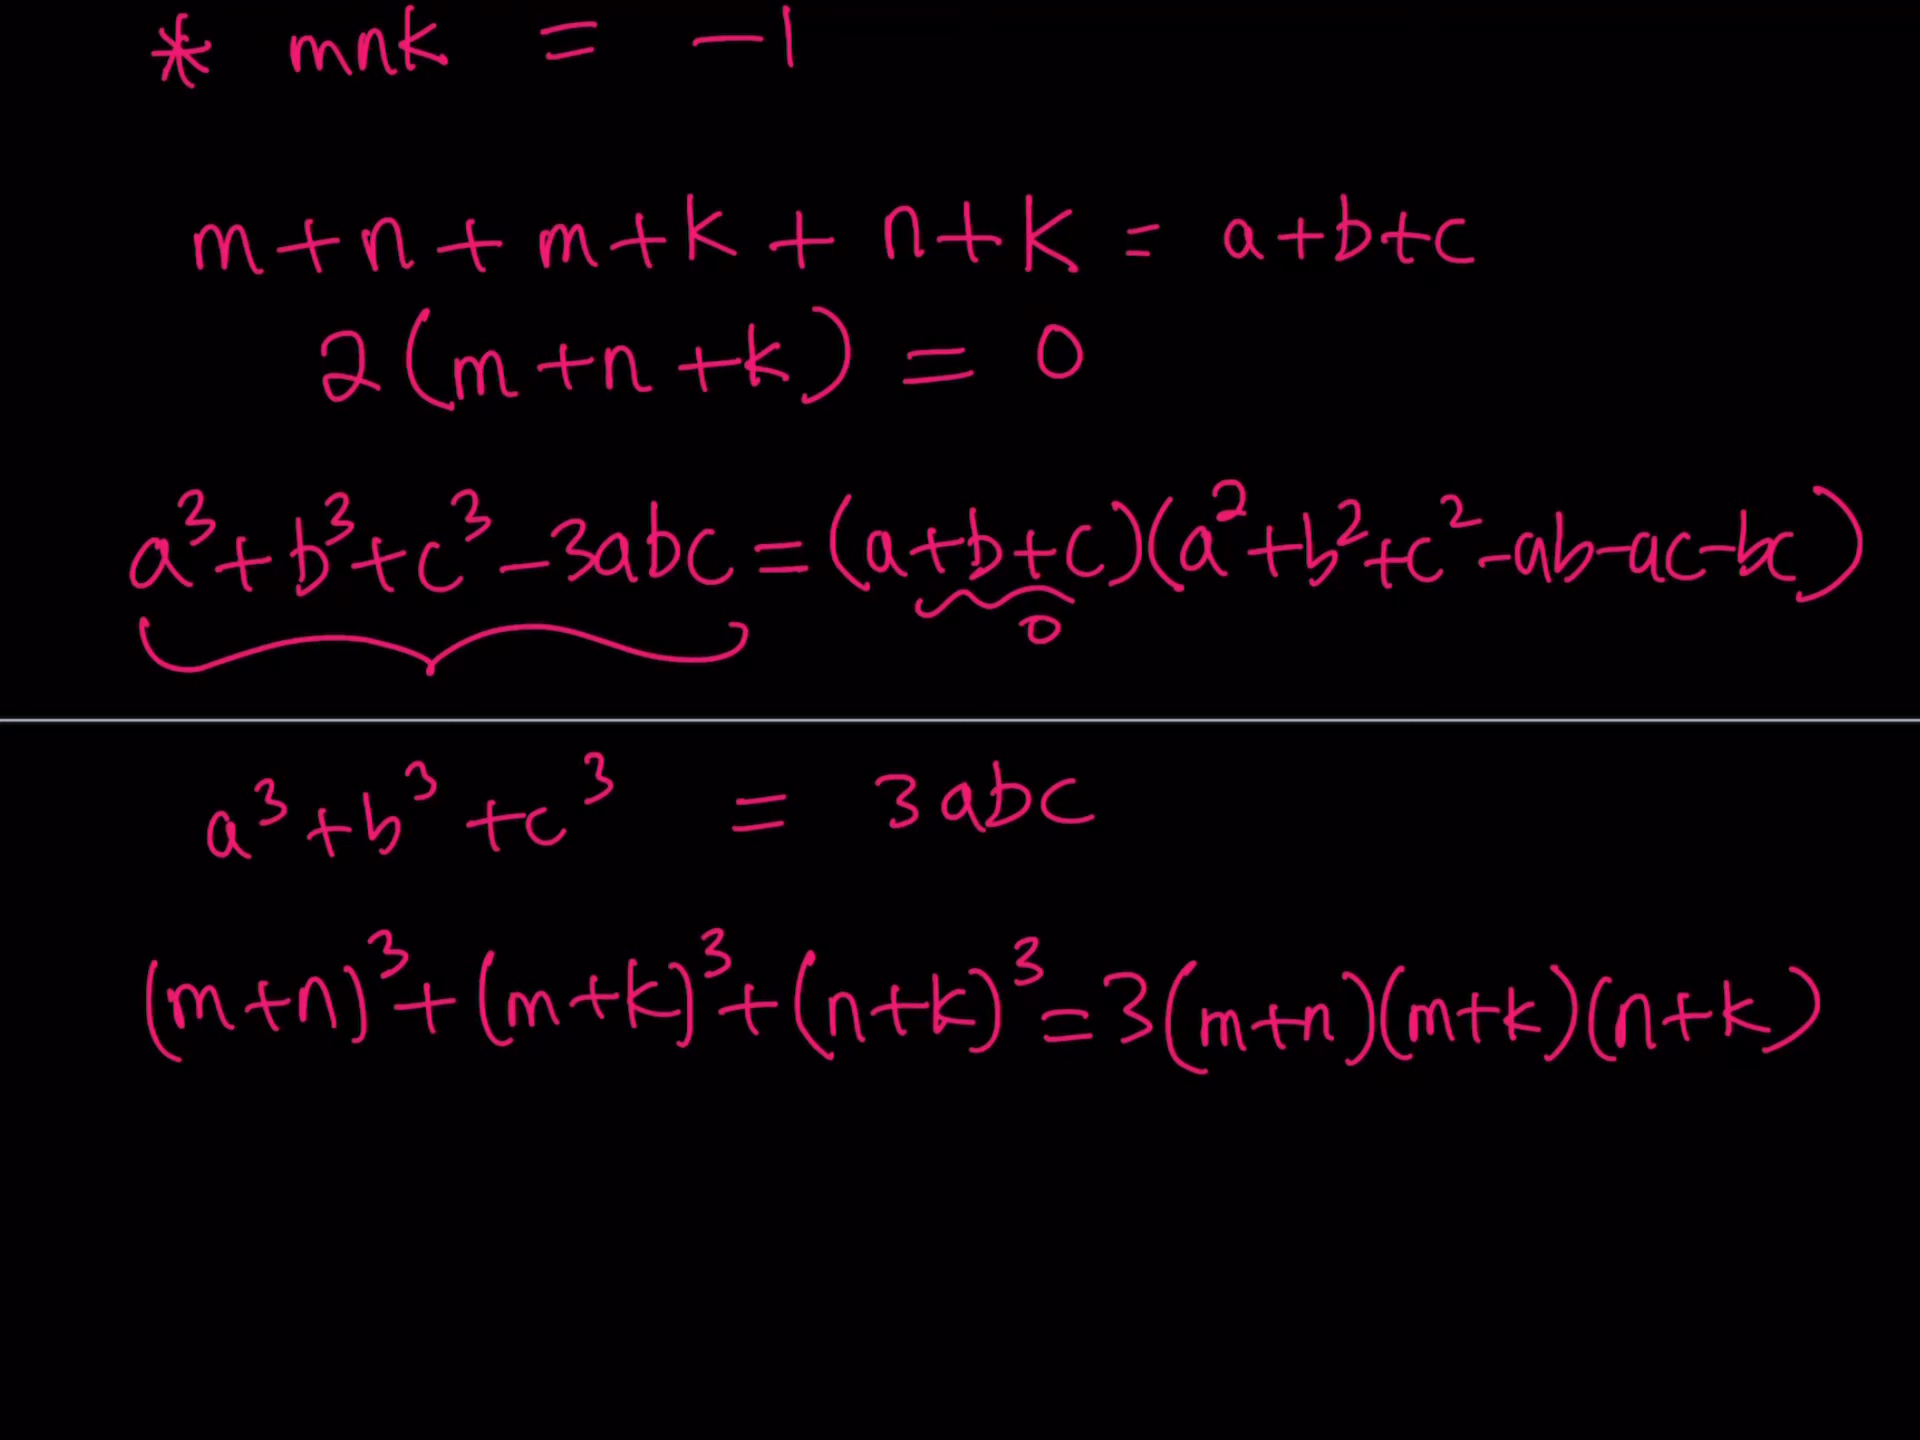 * mnk = -1
m+n+m+k+n+k = a+b+c
2(m+n+k) = 0
a³+b³+c³-3abc=(a+b+c)(a²+b²+c²-ab-ac-bc)
0
a³+b³+c³ = 3abc
(m+n)³+(m+k)³+(n+k)³=3(m+n)(m+k)(n+k)